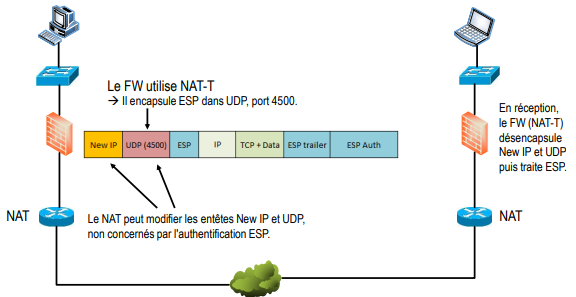 Le FW utilise NAT-T
→ Il encapsule ESP dans UDP, port 4500.
New IP
UDP (4500)
ESP
IP
TCP + Data
ESP trailer
ESP Auth
En réception,
le FW (NAT-T)
désencapsule
New IP et UDP
puis traite ESP.
NAT
Le NAT peut modifier les entêtes New IP et UDP,
non concernés par l'authentification ESP.
NAT